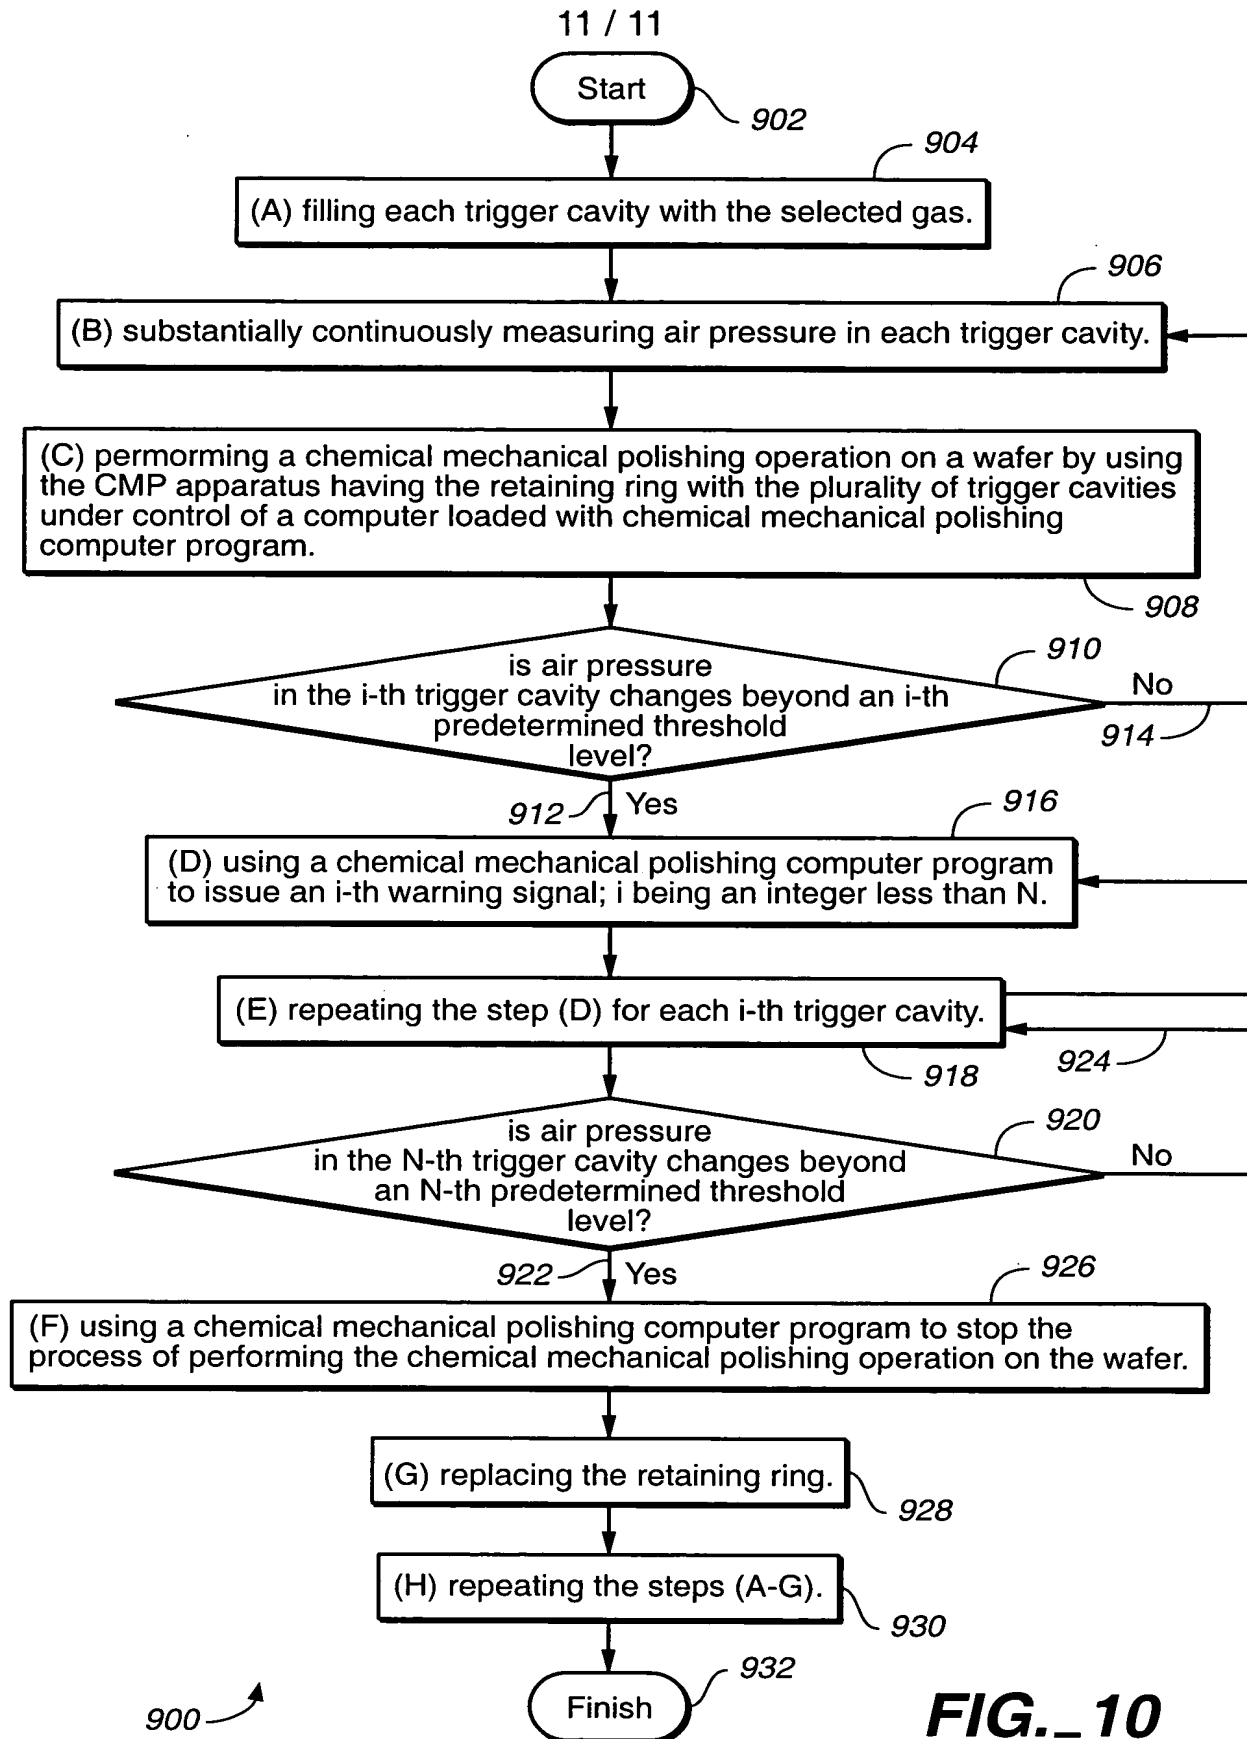 11 / 11
Start
902
904
(A) filling each trigger cavity with the selected gas.
906
(B) substantially continuously measuring air pressure in each trigger cavity.
(C) permorming a chemical mechanical polishing operation on a wafer by using
the CMP apparatus having the retaining ring with the plurality of trigger cavities
under control of a computer loaded with chemical mechanical polishing
computer program.
908
is air pressure
in the i-th trigger cavity changes beyond an i-th
predetermined threshold
level?
910
No
914
912
Yes
916
(D) using a chemical mechanical polishing computer program
to issue an i-th warning signal; i being an integer less than N.
(E) repeating the step (D) for each i-th trigger cavity.
918
924
is air pressure
in the N-th trigger cavity changes beyond
an N-th predetermined threshold
level?
920
No
922
Yes
926
(F) using a chemical mechanical polishing computer program to stop the
process of performing the chemical mechanical polishing operation on the wafer.
(G) replacing the retaining ring.
928
(H) repeating the steps (A-G).
930
932
Finish
900
FIG._10